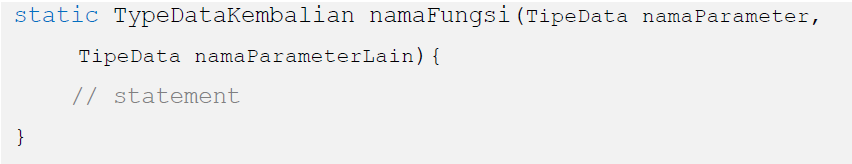 static TypeDataKembalian namaFungsi(TipeData namaParameter,
TipeData namaParameterLain){
// statement
}